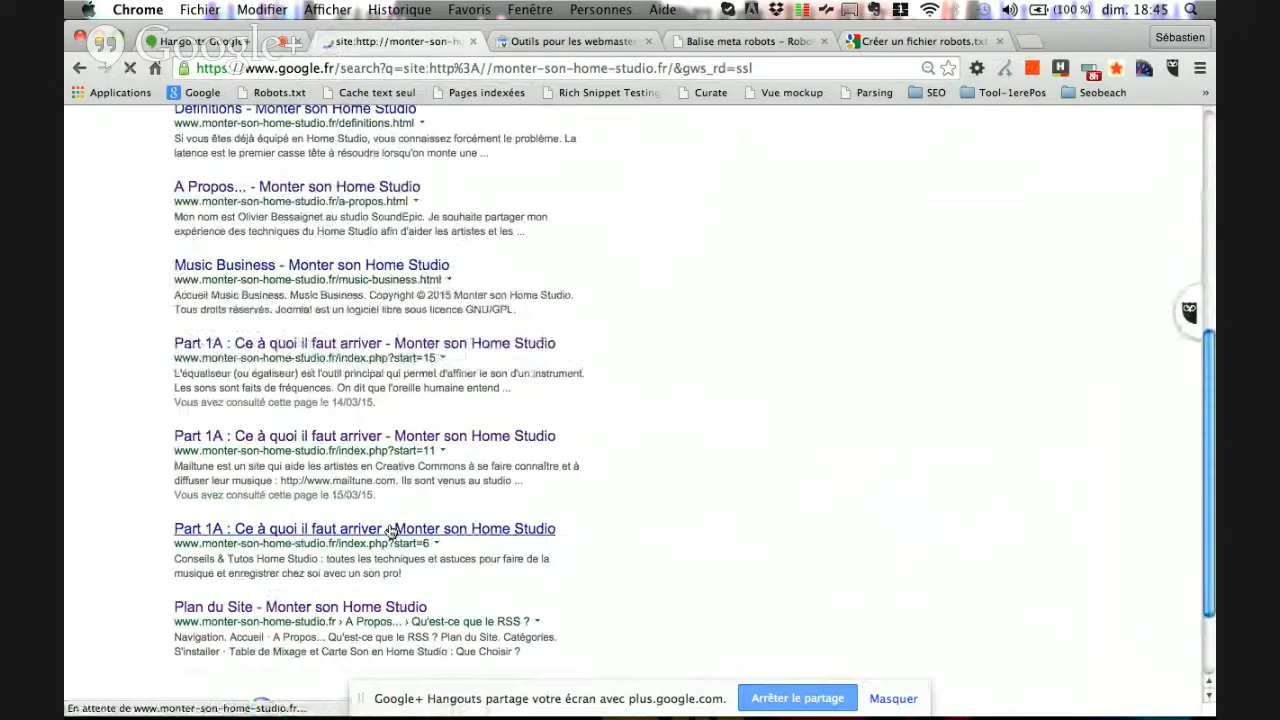 Chrome Fichier Modifier Afficher Historique Favoris Fenêtre Personnes Aide (100 %) dim. 18:45
Google+
Hangouts Google+ site:http://monter-son-h Outils pour les webmaste Balise meta robots - Robo Créer un fichier robots.txt Sébastien
https://www.google.fr/search?q=site:http%3A//monter-son-home-studio.fr/&gws_rd=ssl
8h
Applications Google Robots.txt Cache text seul Pages indexées Rich Snippet Testing Curate Vue mockup Parsing SEO Tool-1erePos Seobeach »
Definitions - Monter son Home Studio
www.monter-son-home-studio.fr/definitions.html
Si vous êtes déjà équipé en Home Studio, vous connaissez forcément le problème. La
latence est le premier casse tête à résoudre lorsqu'on monte une ...
A Propos... - Monter son Home Studio
www.monter-son-home-studio.fr/a-propos.html
Mon nom est Olivier Bessaignet au studio SoundEpic. Je souhaite partager mon
expérience des techniques du Home Studio afin d'aider les artistes et les ...
Music Business - Monter son Home Studio
www.monter-son-home-studio.fr/music-business.html
Accueil Music Business. Music Business. Copyright © 2015 Monter son Home Studio.
Tous droits réservés. Joomla! est un logiciel libre sous licence GNU/GPL.
Part 1A : Ce à quoi il faut arriver - Monter son Home Studio
www.monter-son-home-studio.fr/index.php?start=15
L'équaliseur (ou égaliseur) est l'outil principal qui permet d'affiner le son d'un instrument.
Les sons sont faits de fréquences. On dit que l'oreille humaine entend ...
Vous avez consulté cette page le 14/03/15.
Part 1A : Ce à quoi il faut arriver - Monter son Home Studio
www.monter-son-home-studio.fr/index.php?start=11
Mailtune est un site qui aide les artistes en Creative Commons à se faire connaître et à
diffuser leur musique : http://www.mailtune.com. Ils sont venus au studio ...
Vous avez consulté cette page le 15/03/15.
Part 1A : Ce à quoi il faut arriver - Monter son Home Studio
www.monter-son-home-studio.fr/index.php?start=6
Conseils & Tutos Home Studio : toutes les techniques et astuces pour faire de la
musique et enregistrer chez soi avec un son pro!
Plan du Site - Monter son Home Studio
www.monter-son-home-studio.fr › A Propos... › Qu'est-ce que le RSS ?
Navigation. Accueil · A Propos... Qu'est-ce que le RSS ? Plan du Site. Catégories.
S'installer · Table de Mixage et Carte Son en Home Studio : Que Choisir ?
Google+ Hangouts partage votre écran avec plus.google.com. Arrêter le partage Masquer
En attente de www.monter-son-home-studio.fr...